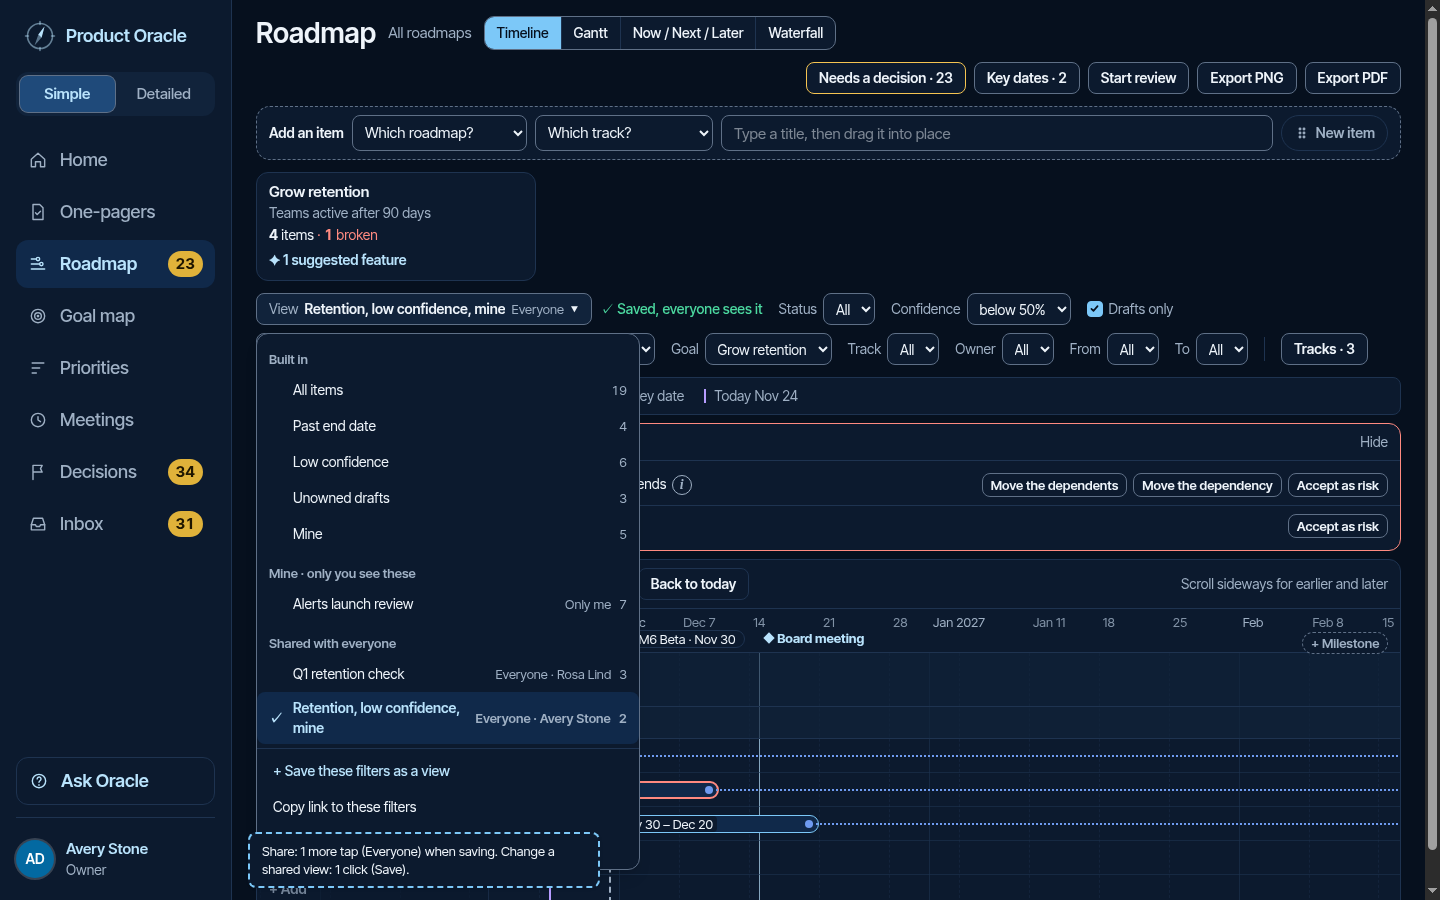 Product Oracle
Simple
Detailed
Home
One-pagers
Roadmap 23
Goal map
Priorities
Meetings
Decisions 34
Inbox 31
Ask Oracle
AD
Avery Stone
Owner
Roadmap All roadmaps Timeline Gantt Now / Next / Later Waterfall
Needs a decision · 23 Key dates · 2 Start review Export PNG Export PDF
Add an item Which roadmap? Which track? Type a title, then drag it into place New item
Grow retention
Teams active after 90 days
4 items · 1 broken
✦ 1 suggested feature
View Retention, low confidence, mine Everyone ▼ ✓ Saved, everyone sees it Status All Confidence below 50% Drafts only
Goal Grow retention Track All Owner All From All To All Tracks · 3
Built in
All items 19
Past end date 4
Low confidence 6
Unowned drafts 3
Mine 5
Mine · only you see these
Alerts launch review Only me 7
Shared with everyone
Q1 retention check Everyone · Rosa Lind 3
✓ Retention, low confidence, mine Everyone · Avery Stone 2
+ Save these filters as a view
Copy link to these filters
Share: 1 more tap (Everyone) when saving. Change a
shared view: 1 click (Save).
+ Add
ey date Today Nov 24
Hide
ends i Move the dependents Move the dependency Accept as risk
Accept as risk
Back to today Scroll sideways for earlier and later
c Dec 7 14 21 28 Jan 2027 Jan 11 18 25 Feb Feb 8 15
M6 Beta · Nov 30 ◆ Board meeting + Milestone
30 – Dec 20